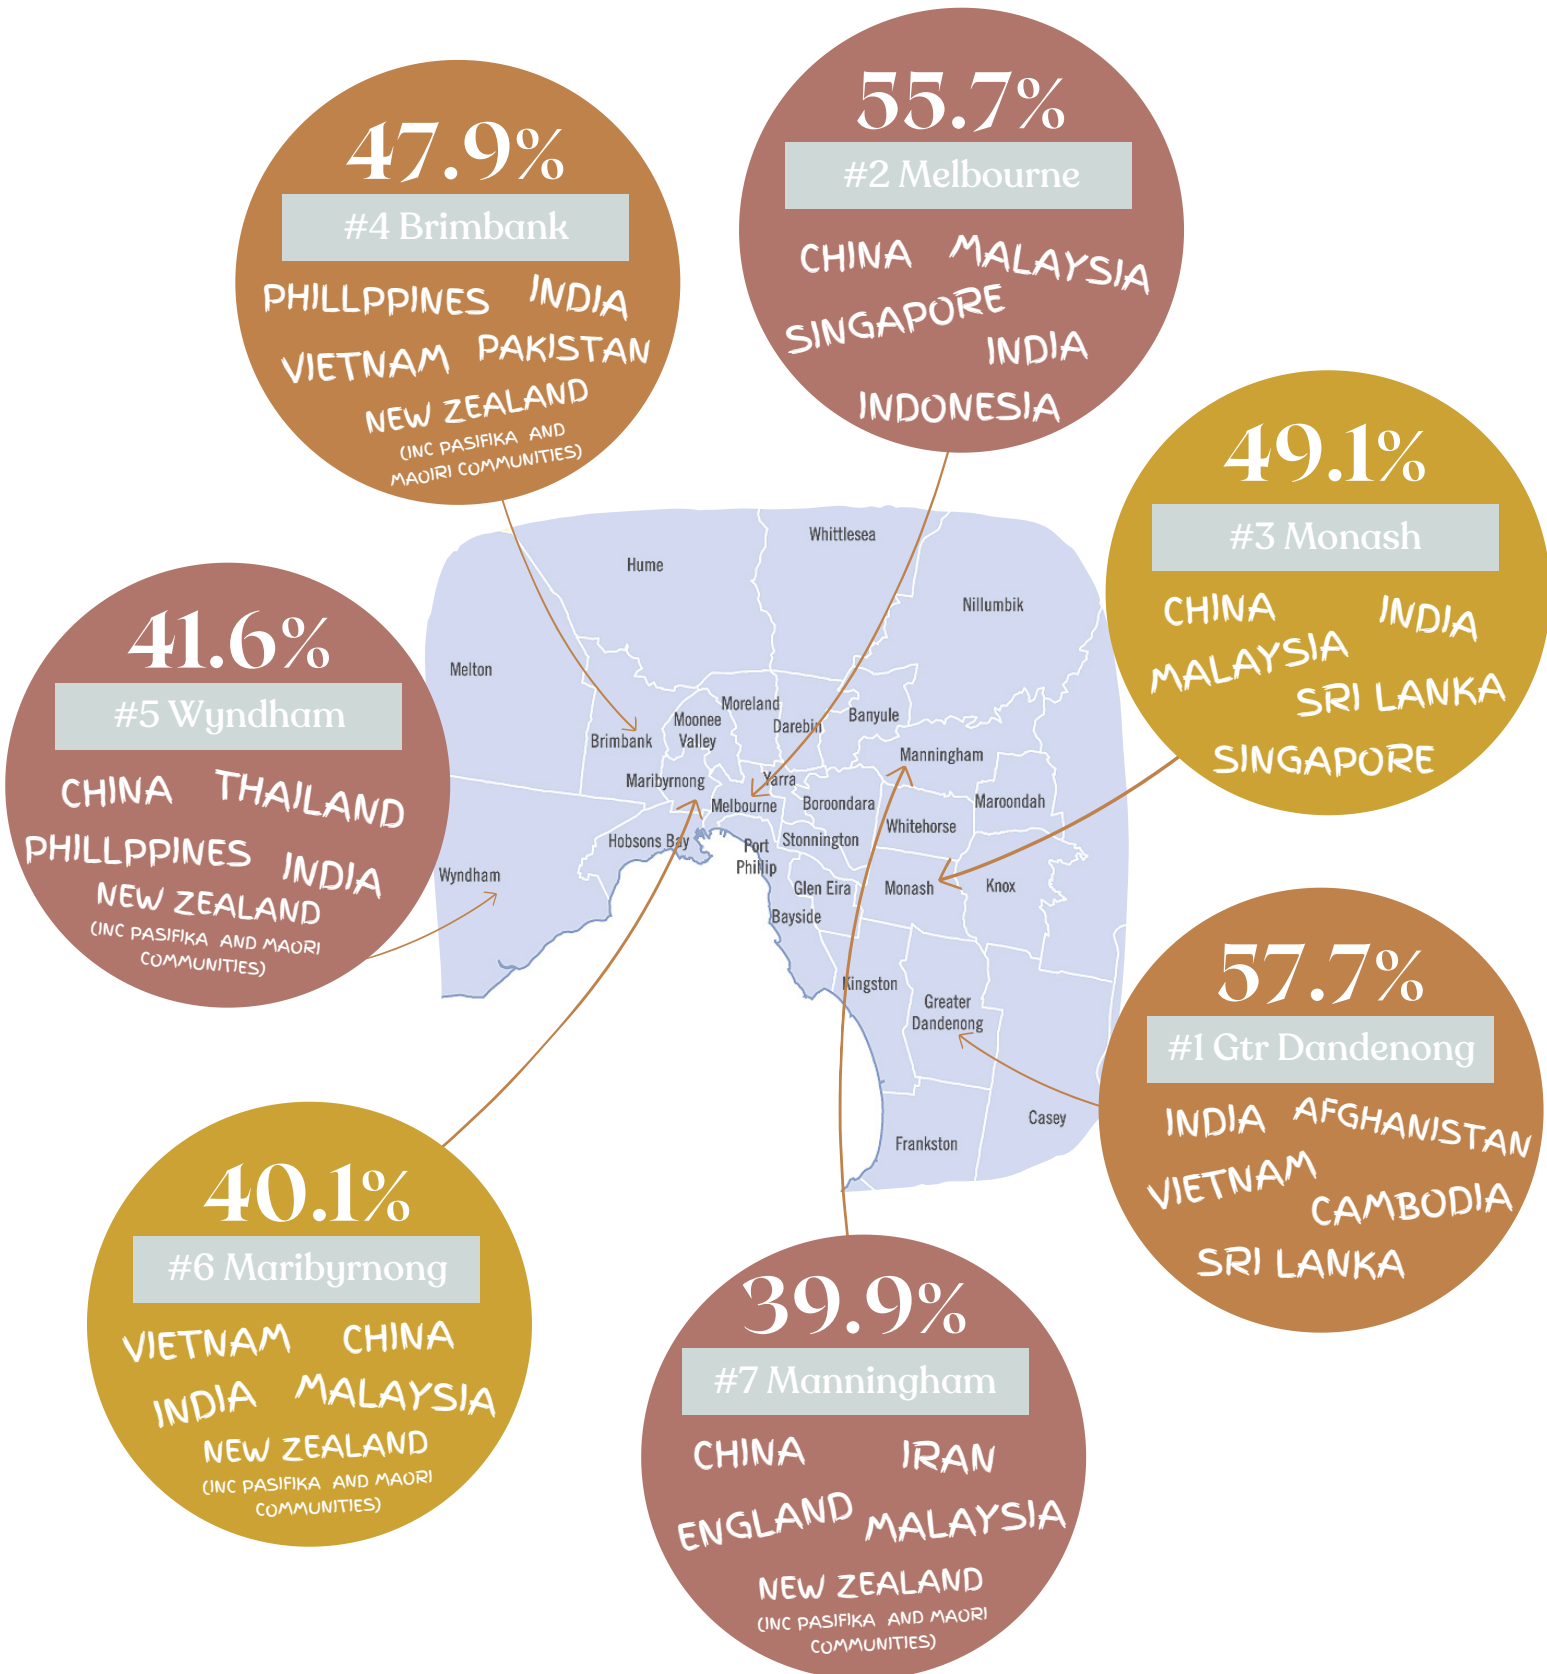 55.7%
#2 Melbourne
CHINA MALAYSIA
SINGAPORE
INDIA
INDONESIA
47.9%
#4 Brimbank
PHILLPPINES INDIA
VIETNAM PAKISTAN
NEW ZEALAND
(INC PASIFIKA AND
MAOIRI COMMUNITIES)
49.1%
#3 Monash
CHINA INDIA
MALAYSIA
SRI LANKA
SINGAPORE
41.6%
#5 Wyndham
CHINA THAILAND
PHILLPPINES INDIA
NEW ZEALAND
(INC PASIFIKA AND MAORI
COMMUNITIES)
Whittlesea
Hume
Nillumbik
Melton
Moreland
Moonee
Valley
Darebin
Banyule
Brimbank
Manningham
Maribyrnong
Yarra
Melbourne
Boroondara
Maroondah
Whitehorse
Hobsons Bay
Port
Phillip
Stonnington
Wyndham
Glen Eira
Monash
Knox
Bayside
Kingston
Greater
Dandenong
Casey
Frankston
57.7%
#1 Gtr Dandenong
INDIA AFGHANISTAN
VIETNAM
CAMBODIA
SRI LANKA
40.1%
#6 Maribyrnong
VIETNAM CHINA
INDIA MALAYSIA
NEW ZEALAND
(INC PASIFIKA AND MAORI
COMMUNITIES)
39.9%
#7 Manningham
CHINA IRAN
ENGLAND MALAYSIA
NEW ZEALAND
(INC PASIFIKA AND MAORI
COMMUNITIES)